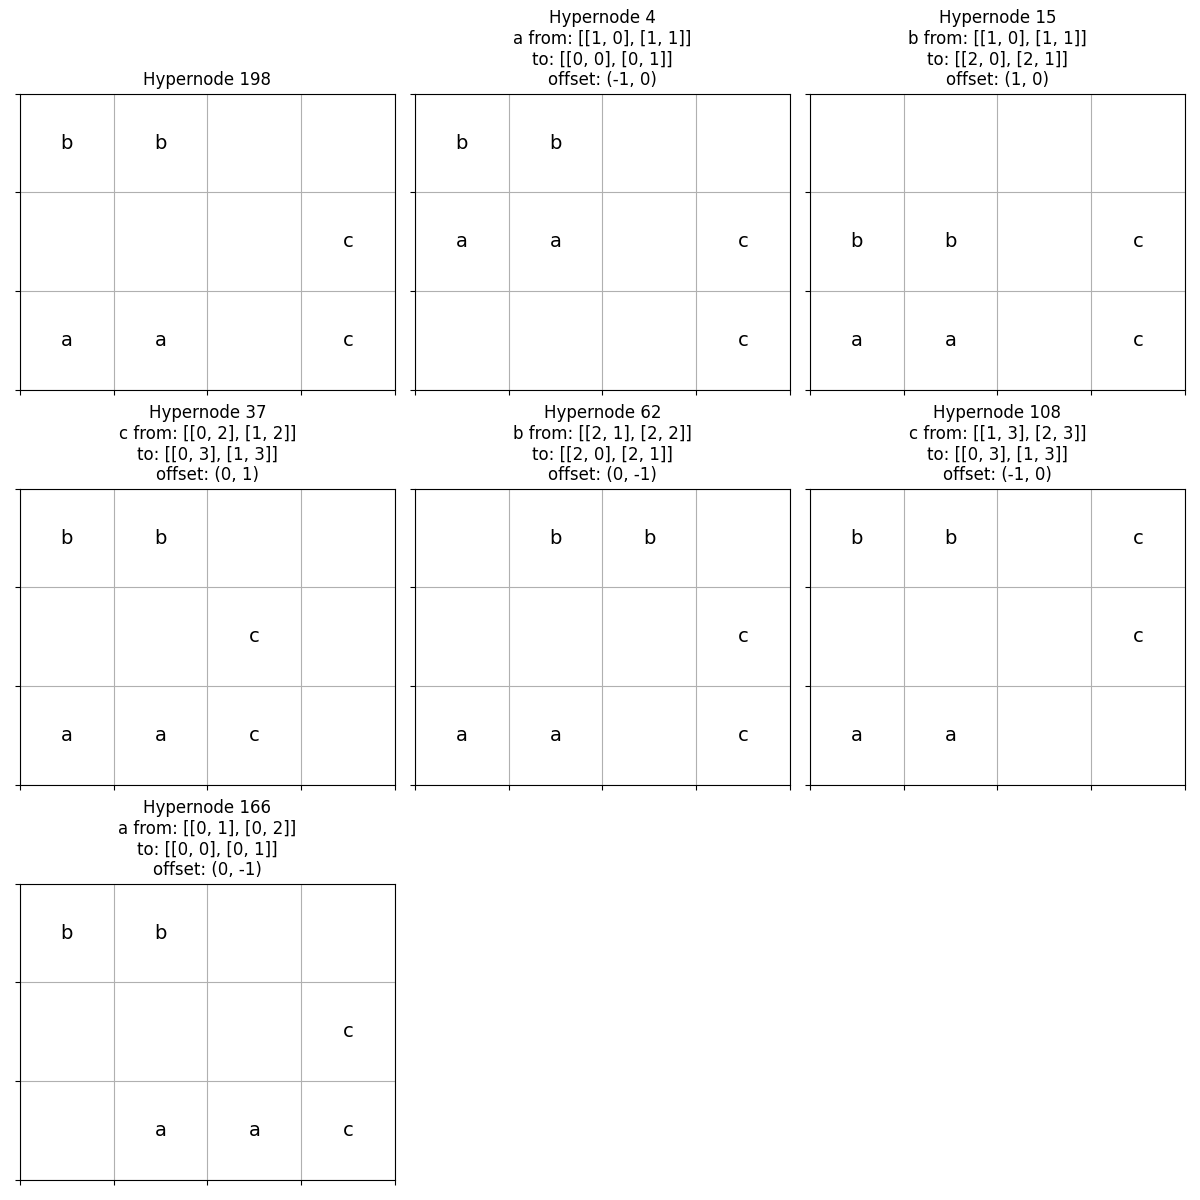 Hypernode 198
b b
c
a a c
Hypernode 4
a from: [[1, 0], [1, 1]]
to: [[0, 0], [0, 1]]
offset: (-1, 0)
b b
a a c
c
Hypernode 15
b from: [[1, 0], [1, 1]]
to: [[2, 0], [2, 1]]
offset: (1, 0)
b b c
a a c
Hypernode 37
c from: [[0, 2], [1, 2]]
to: [[0, 3], [1, 3]]
offset: (0, 1)
b b
c
a a c
Hypernode 62
b from: [[2, 1], [2, 2]]
to: [[2, 0], [2, 1]]
offset: (0, -1)
b b
c
a a c
Hypernode 108
c from: [[1, 3], [2, 3]]
to: [[0, 3], [1, 3]]
offset: (-1, 0)
b b c
c
a a
Hypernode 166
a from: [[0, 1], [0, 2]]
to: [[0, 0], [0, 1]]
offset: (0, -1)
b b
c
a a c